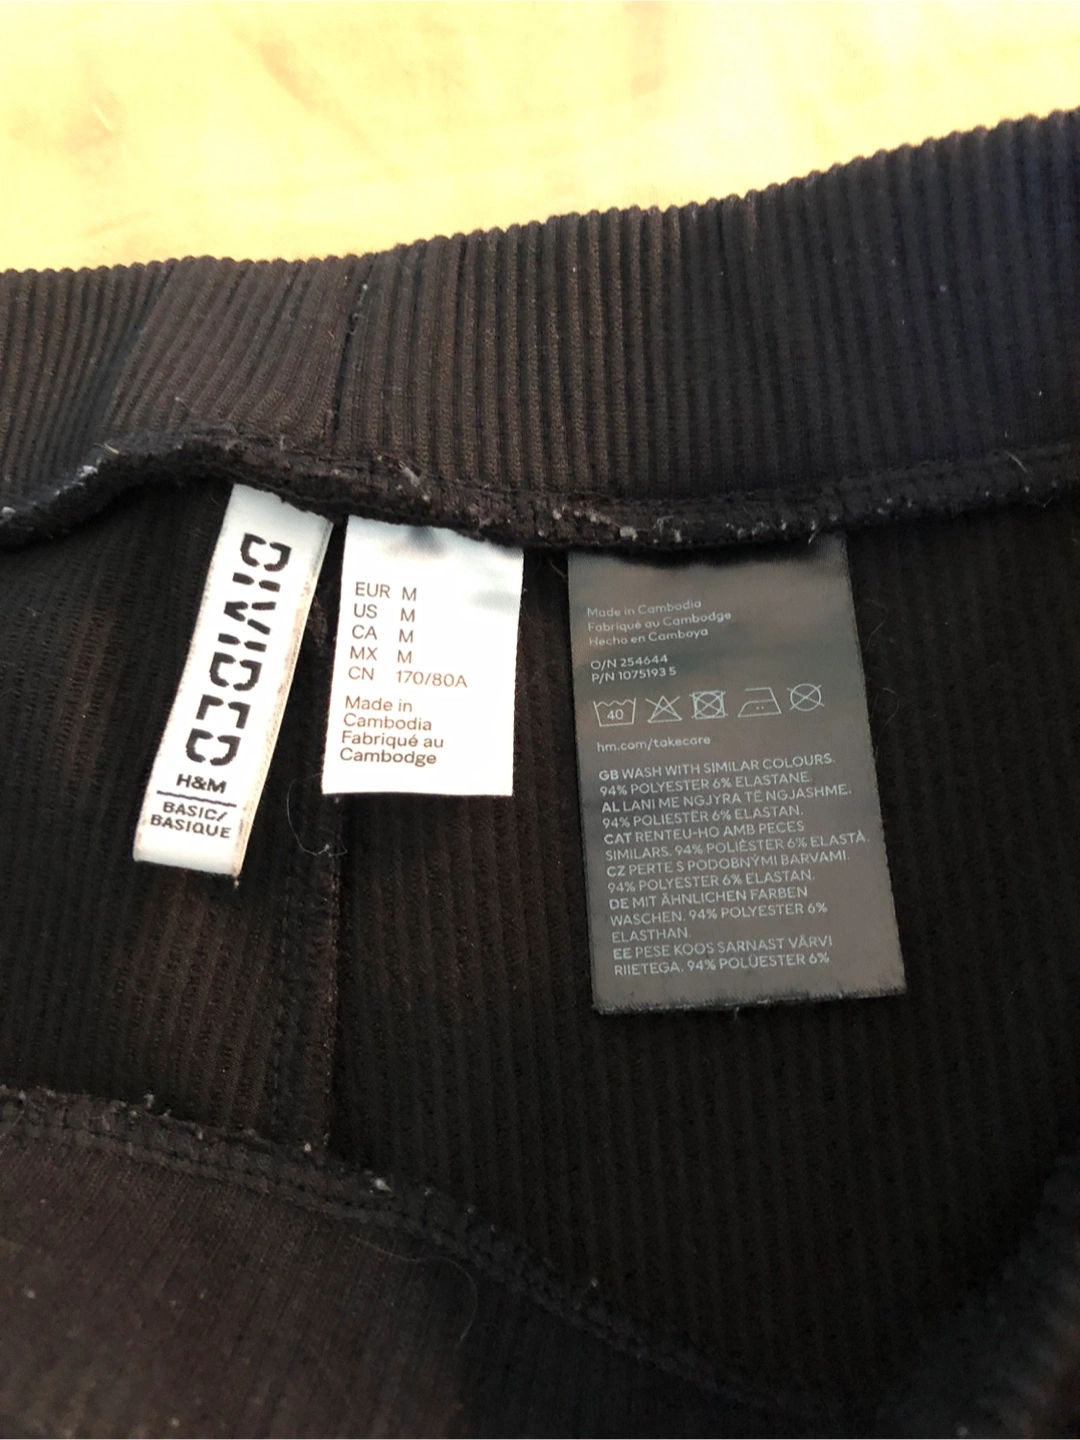 DIVIDED
H&M
BASIC/
BASIQUE
EUR M
US M
CA M
MX M
CN 170/80A
Made in
Cambodia
Fabriqué au
Cambodge
Made in Cambodia
Fabriqué au Cambodge
Hecho en Camboya
O/N 254644
P/N 1075193 5
40
hm.com/takecare
GB WASH WITH SIMILAR COLOURS.
94% POLYESTER 6% ELASTANE.
AL LANI ME NGJYRA TË NGJASHME.
94% POLIESTËR 6% ELASTAN.
CAT RENTEU-HO AMB PECES
SIMILARS. 94% POLIÈSTER 6% ELASTÀ.
CZ PERTE S PODOBNÝMI BARVAMI.
94% POLYESTER 6% ELASTAN.
DE MIT ÄHNLICHEN FARBEN
WASCHEN. 94% POLYESTER 6%
ELASTHAN.
EE PESE KOOS SARNAST VÄRVI
RIIETEGA. 94% POLÜESTER 6%